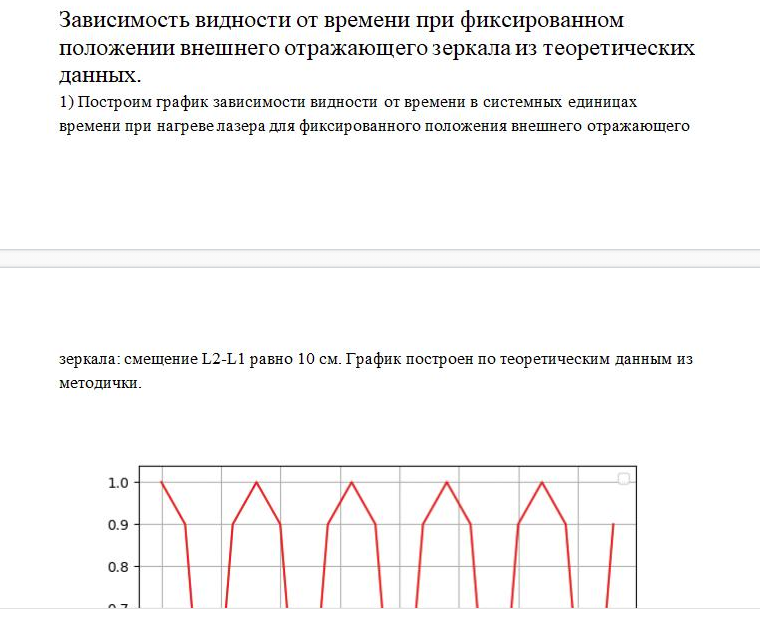 Зависимость видности от времени при фиксированном
положении внешнего отражающего зеркала из теоретических
данных.
1) Построим график зависимости видности от времени в системных единицах
времени при нагреве лазера для фиксированного положения внешнего отражающего
зеркала: смещение L2-L1 равно 10 см. График построен по теоретическим данным из
методички.
1.0
0.9
0.8
0.7